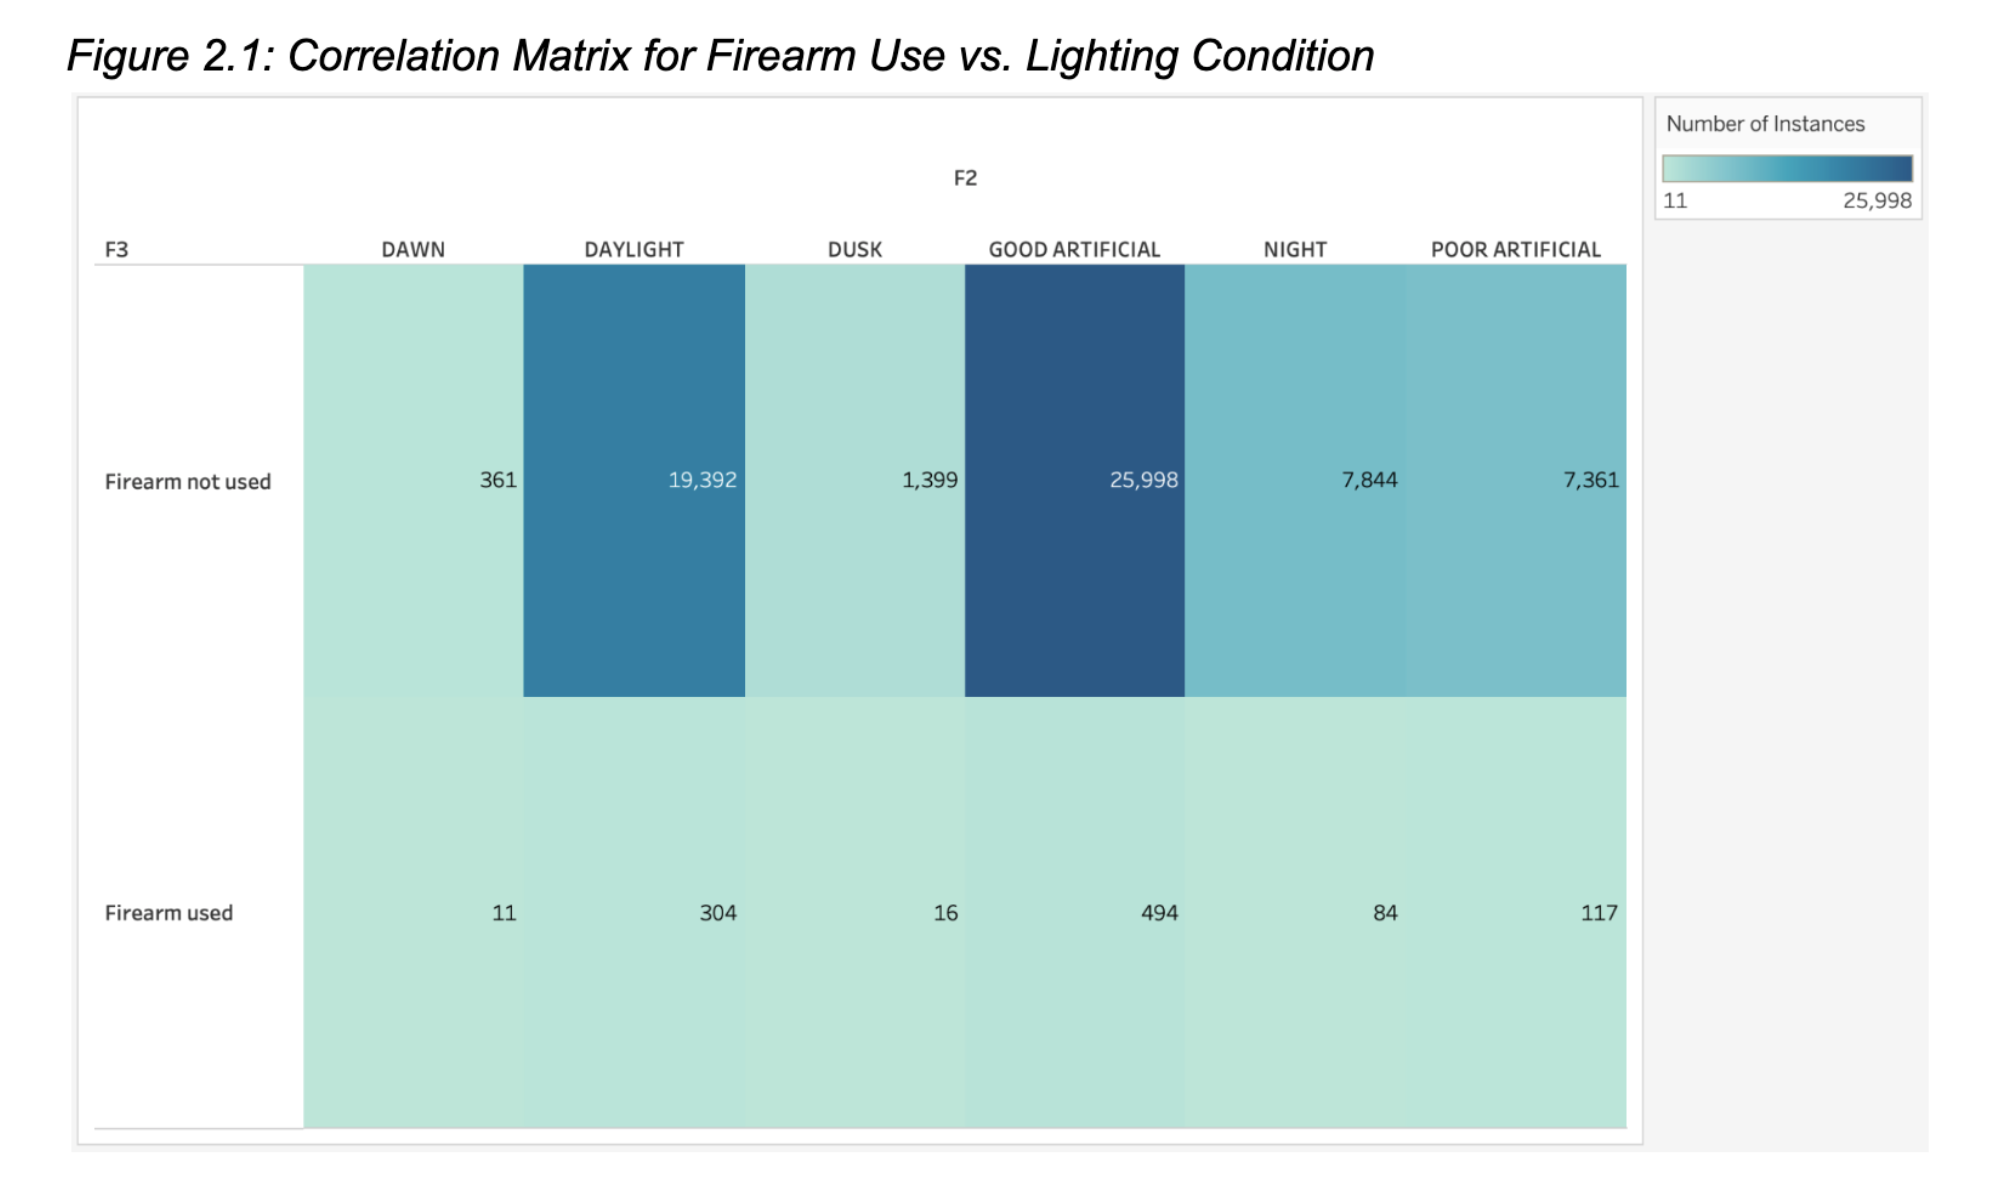 Figure 2.1: Correlation Matrix for Firearm Use vs. Lighting Condition
Number of Instances
11 25,998
F2
F3 DAWN DAYLIGHT DUSK GOOD ARTIFICIAL NIGHT POOR ARTIFICIAL
Firearm not used 361 19,392 1,399 25,998 7,844 7,361
Firearm used 11 304 16 494 84 117